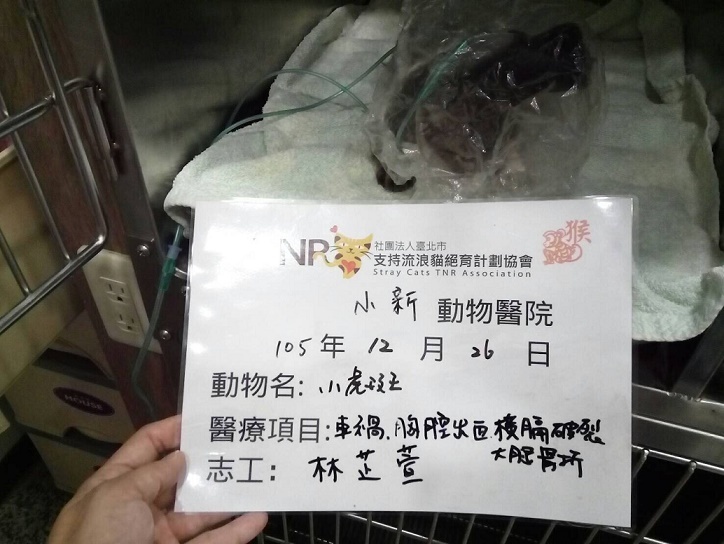 TNR 社團法人臺北市
支持流浪貓絕育計劃協會
Stray Cats TNR Association
猴
小新 動物醫院
105年 12 月 26 日
動物名: 小虎斑
醫療項目: 車禍、胸腔出血 橫膈破裂
大腿骨折
志工: 林芷萱